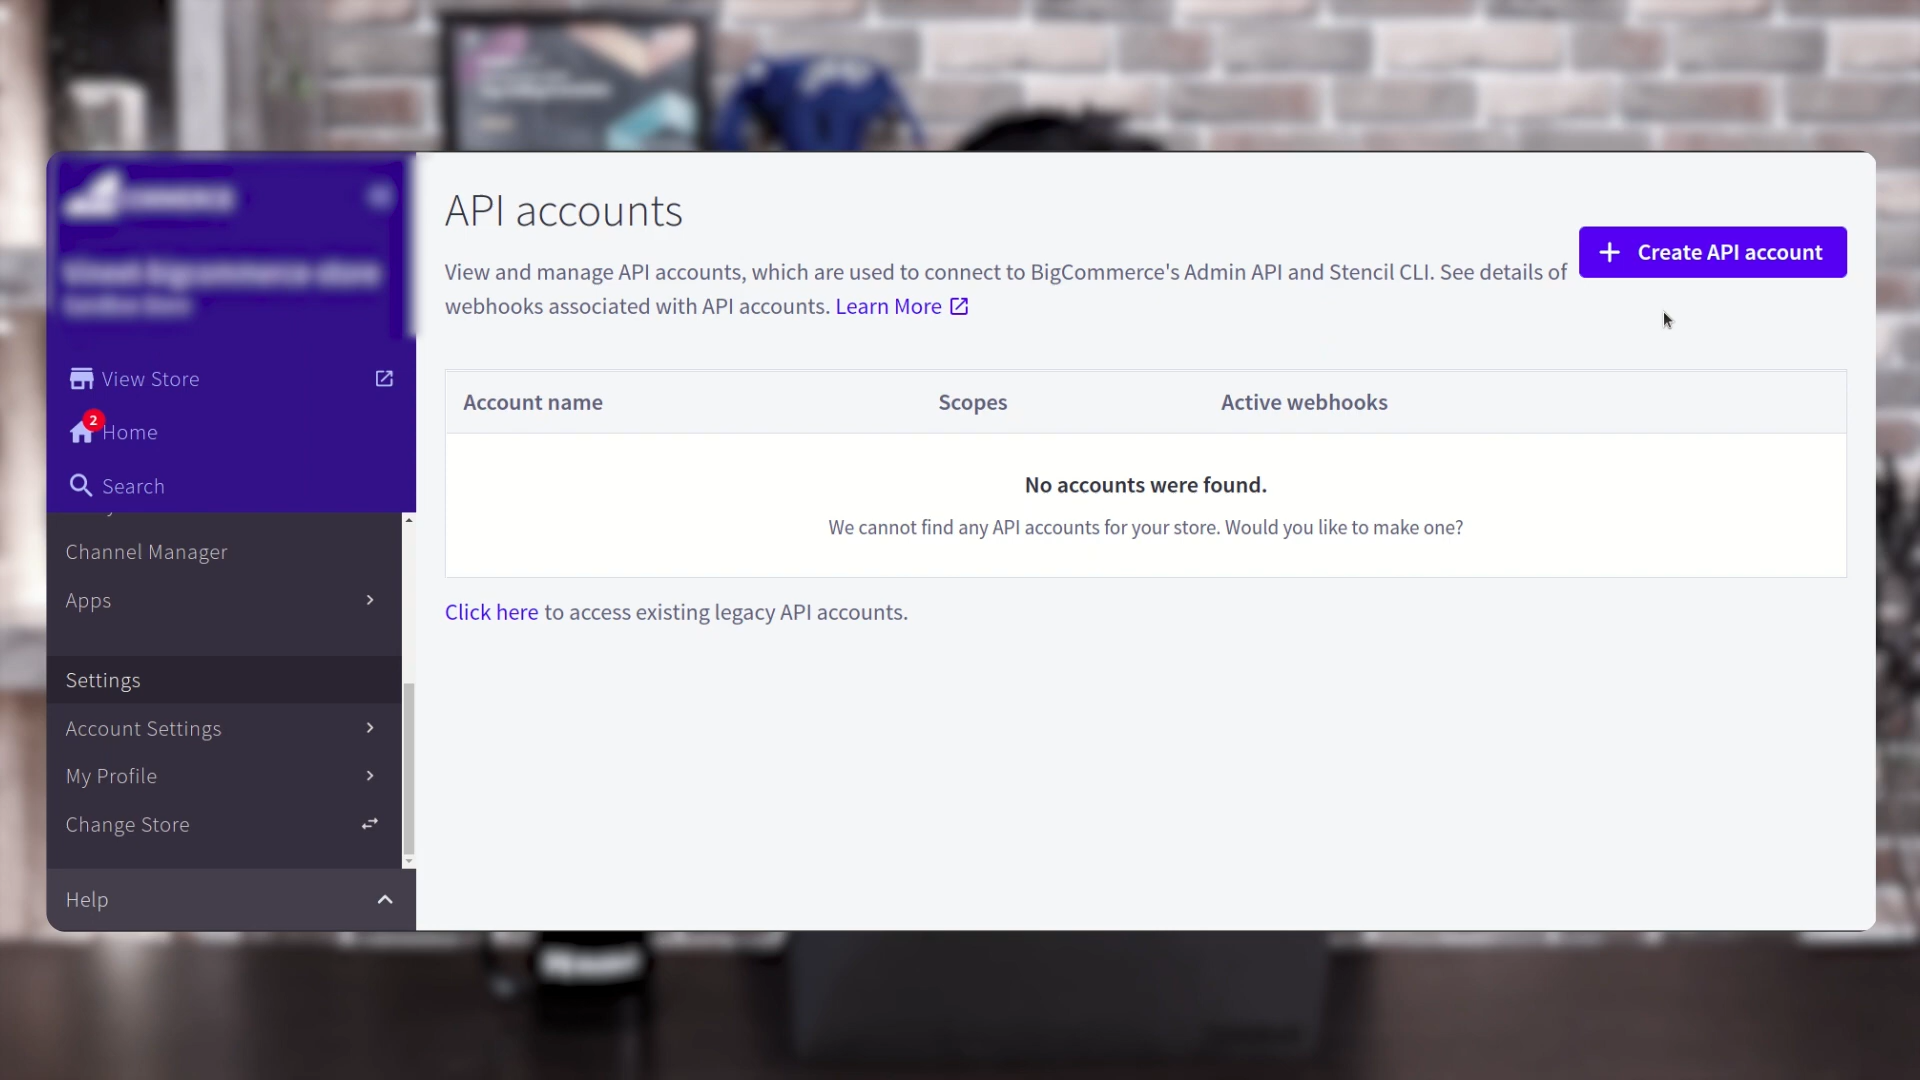 API accounts
+ Create API account
View and manage API accounts, which are used to connect to BigCommerce's Admin API and Stencil CLI. See details of
webhooks associated with API accounts. Learn More
View Store
2
Home
Search
Channel Manager
Apps
Settings
Account Settings
My Profile
Change Store
Help
Account name Scopes Active webhooks
No accounts were found.
We cannot find any API accounts for your store. Would you like to make one?
Click here to access existing legacy API accounts.